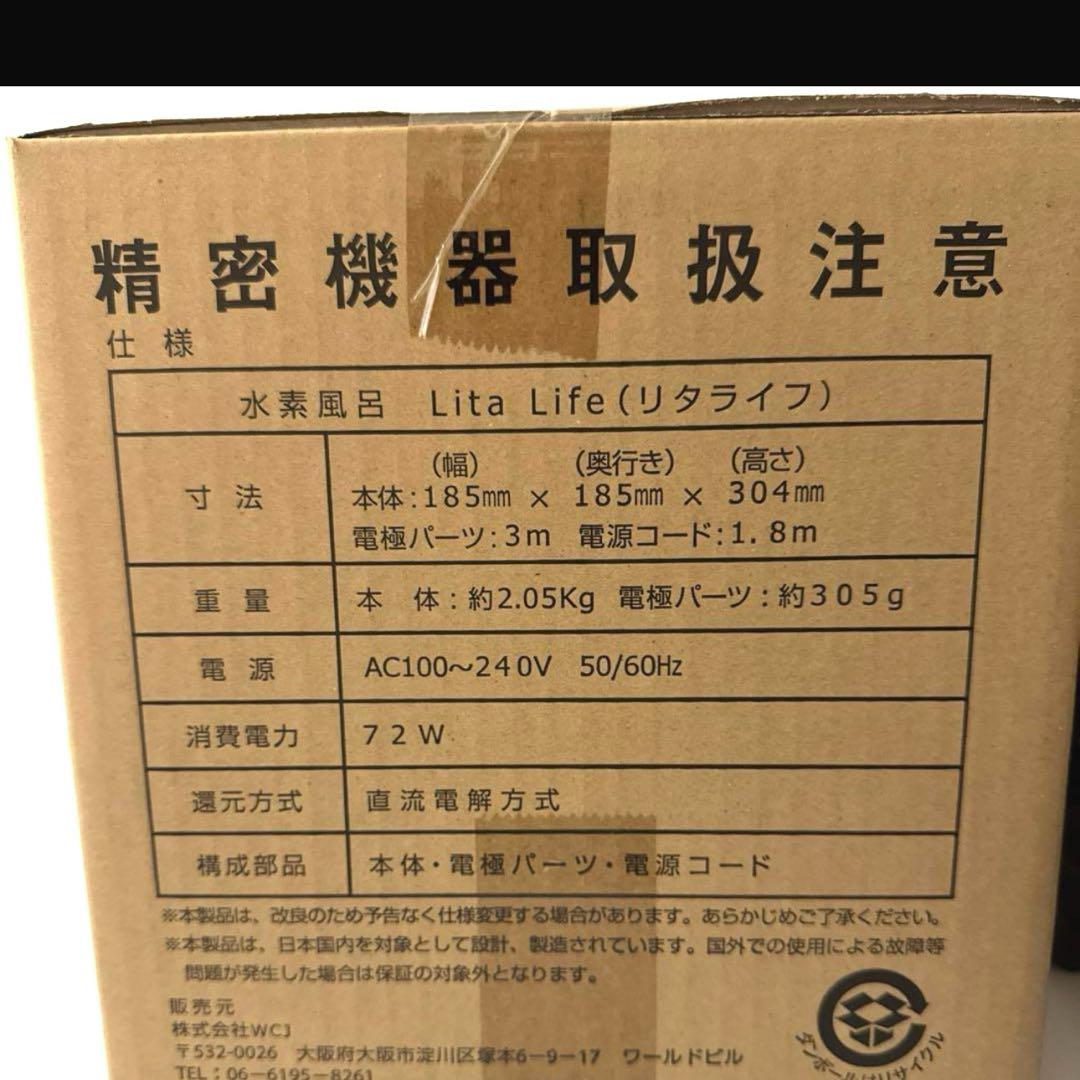 精密機器取扱注意
仕様
水素風呂 Lita Life(リタライフ)
(幅) (奥行き) (高さ)
寸法 本体:185㎜ × 185㎜ × 304㎜
電極パーツ:3m 電源コード:1.8m
重量 本体:約2.05Kg 電極パーツ:約305g
電源 AC100~240V 50/60Hz
消費電力 72W
還元方式 直流電解方式
構成部品 本体・電極パーツ・電源コード
※本製品は、改良のため予告なく仕様変更する場合があります。あらかじめご了承ください。
※本製品は、日本国内を対象として設計、製造されています。国外での使用による故障等
問題が発生した場合は保証の対象外となります。
販売元
株式会社WCJ
〒532-0026 大阪府大阪市淀川区塚本6-9-17 ワールドビル
TEL:06-6195-8261
ダンボールはリサイクル